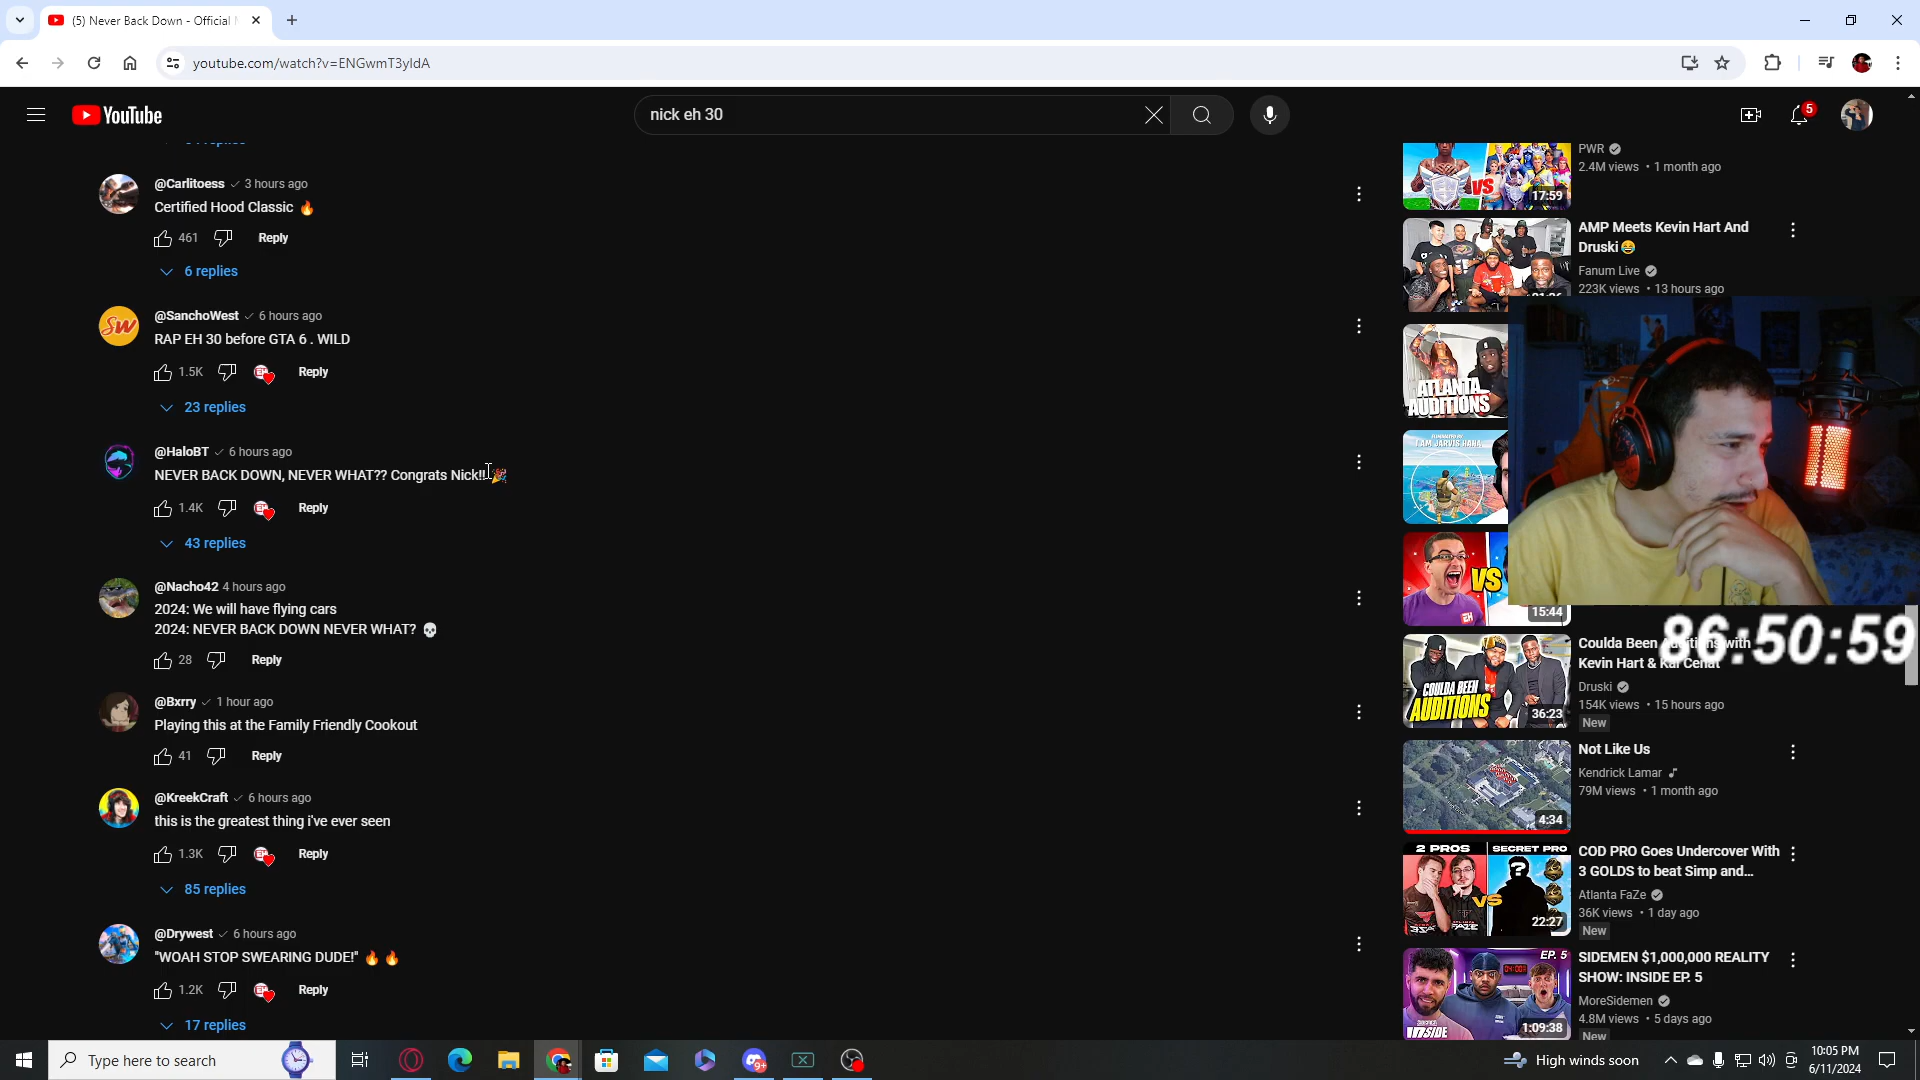 (5) Never Back Down - Official
youtube.com/watch?v=ENGwmT3yIdA
YouTube
nick eh 30
5
@Carlitoess 3 hours ago
Certified Hood Classic 🔥
461 Reply
6 replies
@SanchoWest 6 hours ago
RAP EH 30 before GTA 6 . WILD
1.5K Reply
23 replies
@HaloBT 6 hours ago
NEVER BACK DOWN, NEVER WHAT?? Congrats Nick!! 🎉
1.4K Reply
43 replies
@Nacho42 4 hours ago
2024: We will have flying cars
2024: NEVER BACK DOWN NEVER WHAT? 💀
28 Reply
@Bxrry 1 hour ago
Playing this at the Family Friendly Cookout
41 Reply
@KreekCraft 6 hours ago
this is the greatest thing i've ever seen
1.3K Reply
85 replies
@Drywest 6 hours ago
"WOAH STOP SWEARING DUDE!" 🔥 🔥
1.2K Reply
17 replies
PWR
2.4M views • 1 month ago
VS
17:59
AMP Meets Kevin Hart And
Druski😂
Fanum Live
223K views • 13 hours ago
ATLANTA
AUDITIONS
VS
15:44
86:50:59
Coulda Been with
Kevin Hart & Kai Cenat
Druski
154K views • 15 hours ago
New
COULDA BEEN
AUDITIONS
36:23
Not Like Us
Kendrick Lamar
79M views • 1 month ago
4:34
COD PRO Goes Undercover With
3 GOLDS to beat Simp and...
Atlanta FaZe
36K views • 1 day ago
New
2 PROS SECRET PRO
VS
22:27
SIDEMEN $1,000,000 REALITY
SHOW: INSIDE EP. 5
MoreSidemen
4.8M views • 5 days ago
New
EP. 5
1:09:38
Type here to search
High winds soon
10:05 PM
6/11/2024